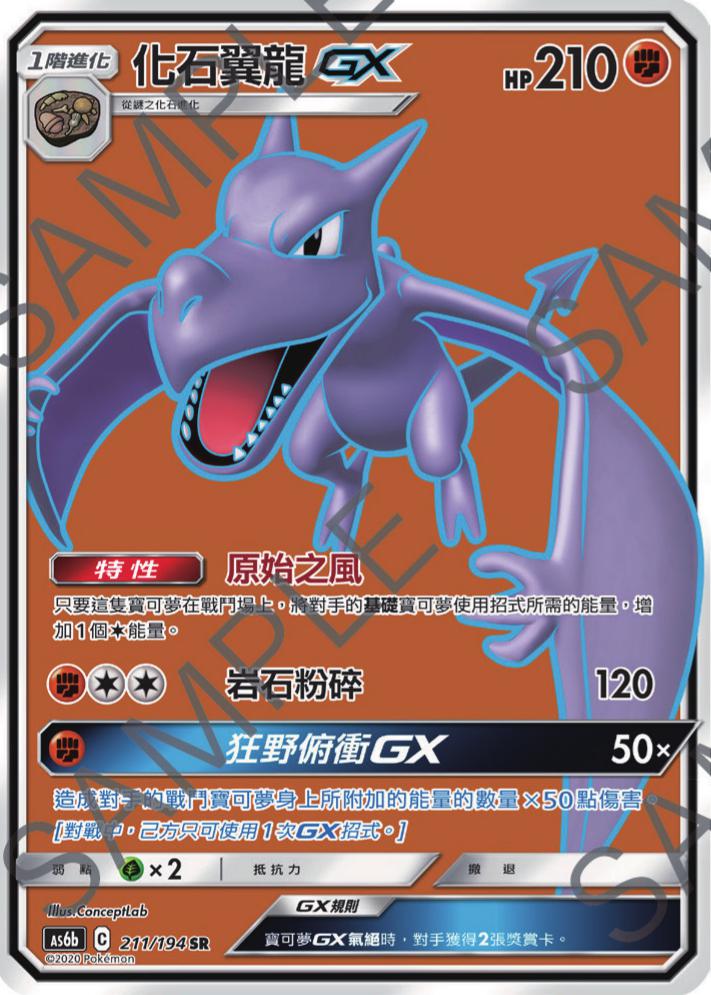 1階進化 化石翼龍GX HP210
從謎之化石進化
特性 原始之風
只要這隻寶可夢在戰鬥場上，將對手的基礎寶可夢使用招式所需的能量，增
加1個✶能量。
岩石粉碎 120
狂野俯衝GX 50×
造成對手的戰鬥寶可夢身上所附加的能量的數量×50點傷害。
[對戰中，己方只可使用1次GX招式。]
弱點 ×2 抵抗力 撤退
Illus.ConceptLab
GX規則
AS6b C 211/194 SR
寶可夢GX氣絕時，對手獲得2張獎賞卡。
©2020 Pokémon
SAMPLE
SAMPLE
SAMPLE
SAMPLE